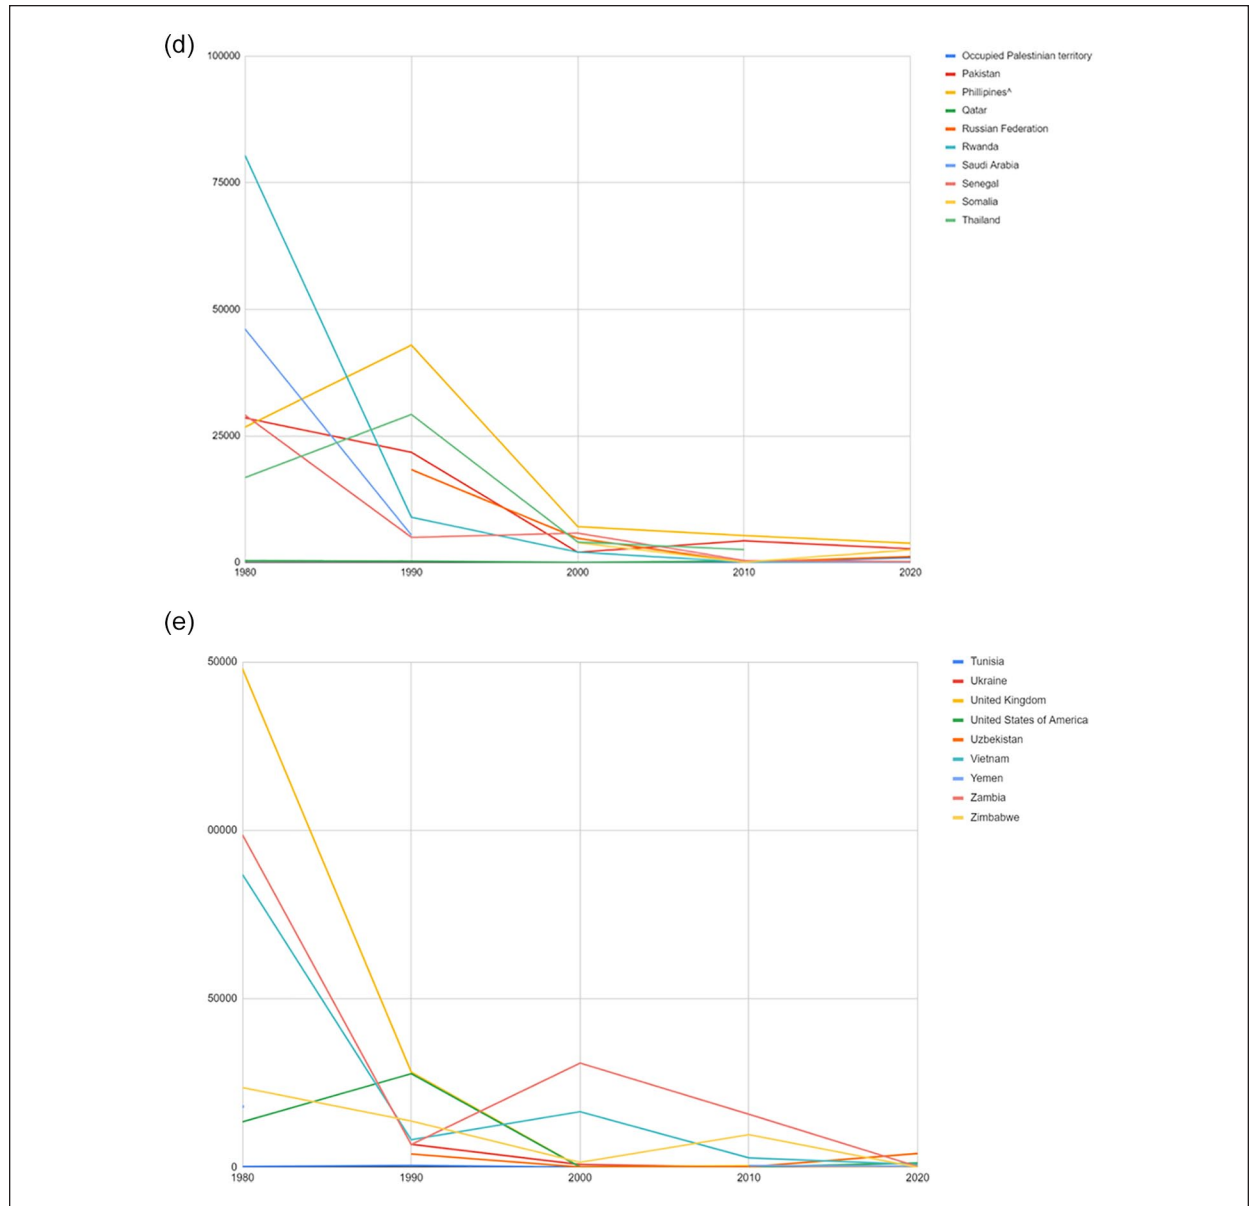 (d)
100000
75000
50000
25000
0
1980 1990 2000 2010 2020
Occupied Palestinian territory
Pakistan
Phillipines^
Qatar
Russian Federation
Rwanda
Saudi Arabia
Senegal
Somalia
Thailand
(e)
50000
00000
50000
0
1980 1990 2000 2010 2020
Tunisia
Ukraine
United Kingdom
United States of America
Uzbekistan
Vietnam
Yemen
Zambia
Zimbabwe